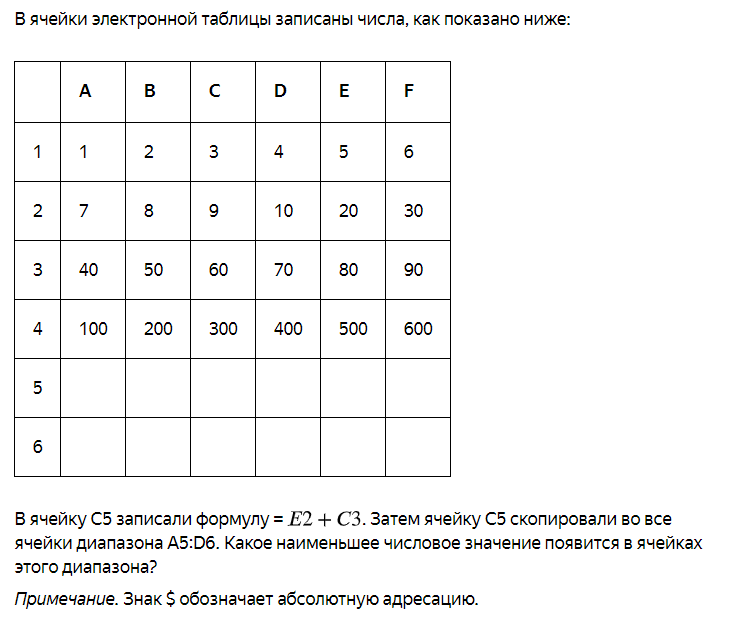 В ячейки электронной таблицы записаны числа, как показано ниже:
A B C D E F
1 1 2 3 4 5 6
2 7 8 9 10 20 30
3 40 50 60 70 80 90
4 100 200 300 400 500 600
5
6
В ячейку C5 записали формулу = E2 + C3. Затем ячейку C5 скопировали во все
ячейки диапазона A5:D6. Какое наименьшее числовое значение появится в ячейках
этого диапазона?
Примечание. Знак $ обозначает абсолютную адресацию.